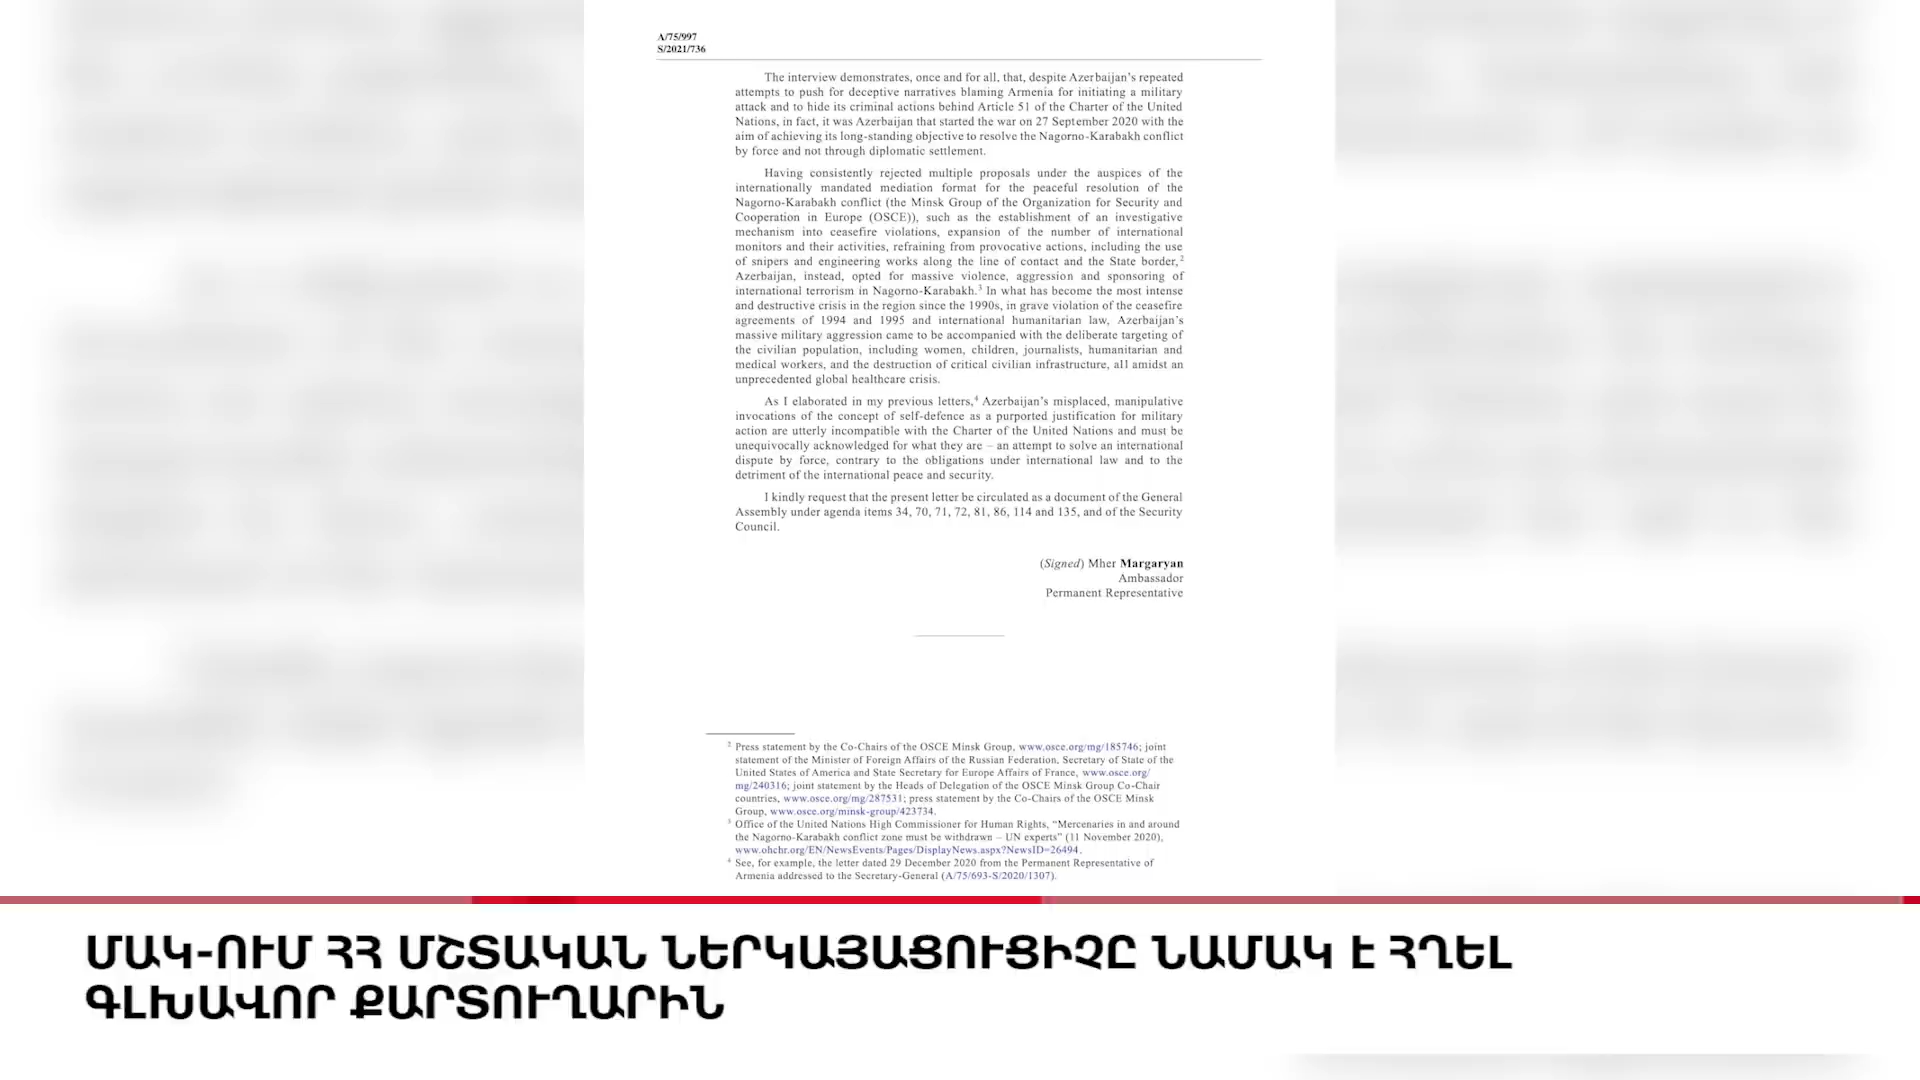 A/75/997
S/2021/736
The interview demonstrates, once and for all, that, despite Azerbaijan’s repeated
attempts to push for deceptive narratives blaming Armenia for initiating a military
attack and to hide its criminal actions behind Article 51 of the Charter of the United
Nations, in fact, it was Azerbaijan that started the war on 27 September 2020 with the
aim of achieving its long-standing objective to resolve the Nagorno-Karabakh conflict
by force and not through diplomatic settlement.
Having consistently rejected multiple proposals under the auspices of the
internationally mandated mediation format for the peaceful resolution of the
Nagorno-Karabakh conflict (the Minsk Group of the Organization for Security and
Cooperation in Europe (OSCE)), such as the establishment of an investigative
mechanism into ceasefire violations, expansion of the number of international
monitors and their activities, refraining from provocative actions, including the use
of snipers and engineering works along the line of contact and the State border,²
Azerbaijan, instead, opted for massive violence, aggression and sponsoring of
international terrorism in Nagorno-Karabakh.³ In what has become the most intense
and destructive crisis in the region since the 1990s, in grave violation of the ceasefire
agreements of 1994 and 1995 and international humanitarian law, Azerbaijan’s
massive military aggression came to be accompanied with the deliberate targeting of
the civilian population, including women, children, journalists, humanitarian and
medical workers, and the destruction of critical civilian infrastructure, all amidst an
unprecedented global healthcare crisis.
As I elaborated in my previous letters,⁴ Azerbaijan’s misplaced, manipulative
invocations of the concept of self-defence as a purported justification for military
action are utterly incompatible with the Charter of the United Nations and must be
unequivocally acknowledged for what they are – an attempt to solve an international
dispute by force, contrary to the obligations under international law and to the
detriment of the international peace and security.
I kindly request that the present letter be circulated as a document of the General
Assembly under agenda items 34, 70, 71, 72, 81, 86, 114 and 135, and of the Security
Council.
(Signed) Mher Margaryan
Ambassador
Permanent Representative
² Press statement by the Co-Chairs of the OSCE Minsk Group, www.osce.org/mg/185746; joint
statement of the Minister of Foreign Affairs of the Russian Federation, Secretary of State of the
United States of America and State Secretary for Europe Affairs of France, www.osce.org/
mg/240316; joint statement by the Heads of Delegation of the OSCE Minsk Group Co-Chair
countries, www.osce.org/mg/287531; press statement by the Co-Chairs of the OSCE Minsk
Group, www.osce.org/minsk-group/423734.
³ Office of the United Nations High Commissioner for Human Rights, “Mercenaries in and around
the Nagorno-Karabakh conflict zone must be withdrawn – UN experts” (11 November 2020),
www.ohchr.org/EN/NewsEvents/Pages/DisplayNews.aspx?NewsID=26494.
⁴ See, for example, the letter dated 29 December 2020 from the Permanent Representative of
Armenia addressed to the Secretary-General (A/75/693-S/2020/1307).
ՄԱԿ-ՈՒՄ ՀՀ ՄՇՏԱԿԱՆ ՆԵՐԿԱՅԱՑՈՒՑԻՉԸ ՆԱՄԱԿ Է ՀՂԵԼ
ԳԼԽԱՎՈՐ ՔԱՐՏՈՒՂԱՐԻՆ